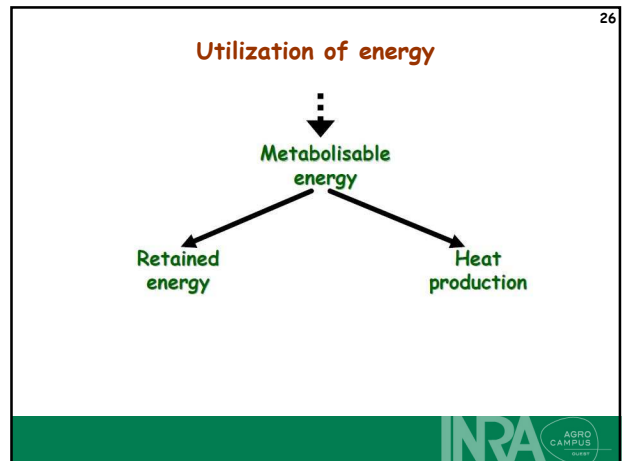 26
Utilization of energy
Metabolisable
energy
Retained
energy
Heat
production
INRA
AGRO
CAMPUS
OUEST